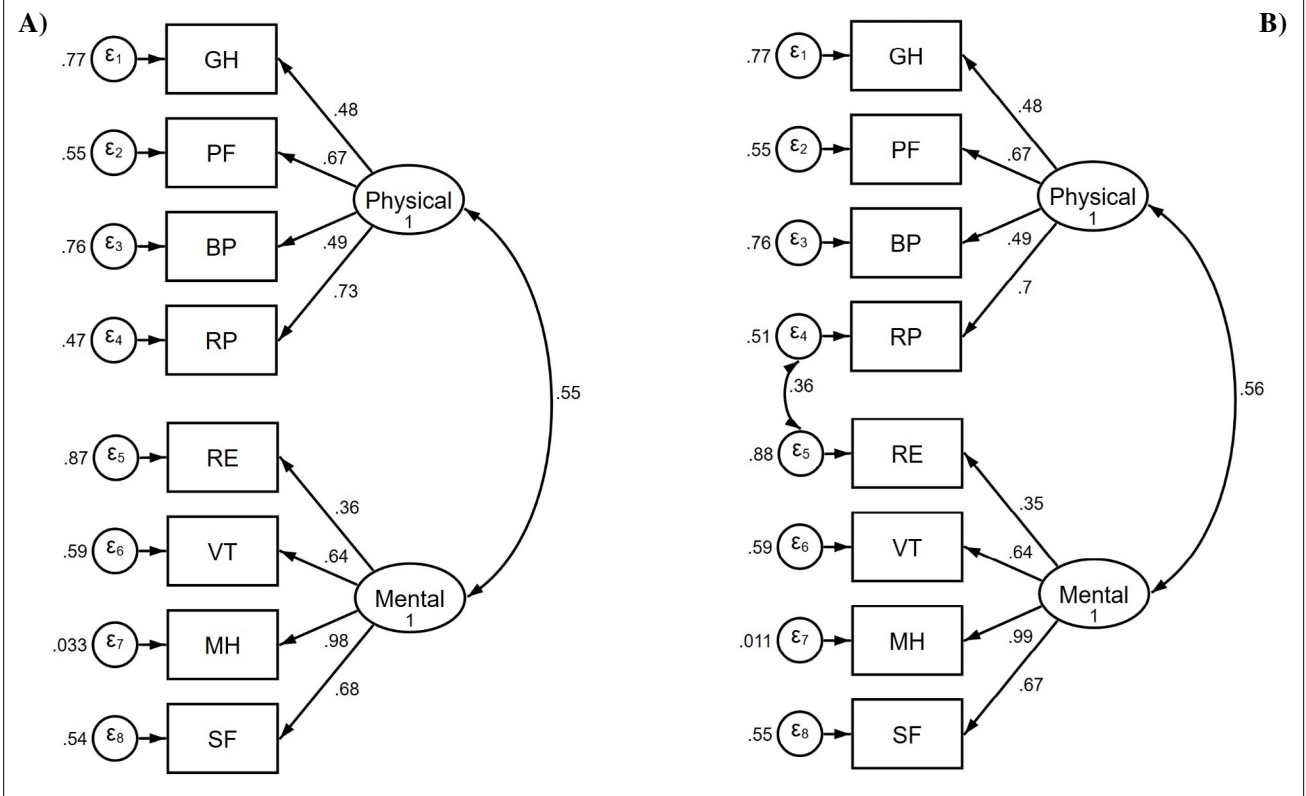 A)
.77 ε1 GH
.48
.55 ε2 PF
.67
Physical
1
.76 ε3 BP
.49
.73
.47 ε4 RP
.55
.87 ε5 RE
.36
.59 ε6 VT
.64
Mental
1
.033 ε7 MH
.98
.68
.54 ε8 SF
B)
.77 ε1 GH
.48
.55 ε2 PF
.67
Physical
1
.76 ε3 BP
.49
.7
.51 ε4 RP
.36
.56
.88 ε5 RE
.35
.59 ε6 VT
.64
Mental
1
.011 ε7 MH
.99
.67
.55 ε8 SF